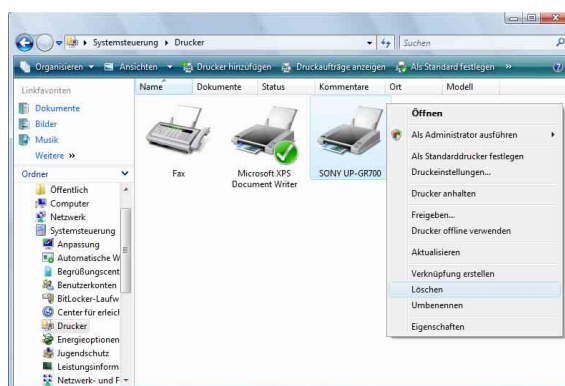 Systemsteuerung ▸ Drucker
Suchen
Organisieren
Ansichten
Drucker hinzufügen
Druckaufträge anzeigen
Als Standard festlegen
»
Linkfavoriten
Dokumente
Bilder
Musik
Weitere »
Ordner
Öffentlich
Computer
Netzwerk
Systemsteuerung
Anpassung
Automatische W
Begrüßungscent
Benutzerkonten
BitLocker-Laufw
Center für erleich
Drucker
Energieoptionen
Jugendschutz
Leistungsinform
Netzwerk- und F
Name
Dokumente
Status
Kommentare
Ort
Modell
Fax
Microsoft XPS
Document Writer
SONY UP-GR700
Öffnen
Als Administrator ausführen
Als Standarddrucker festlegen
Druckeinstellungen...
Drucker anhalten
Freigeben...
Drucker offline verwenden
Aktualisieren
Verknüpfung erstellen
Löschen
Umbenennen
Eigenschaften